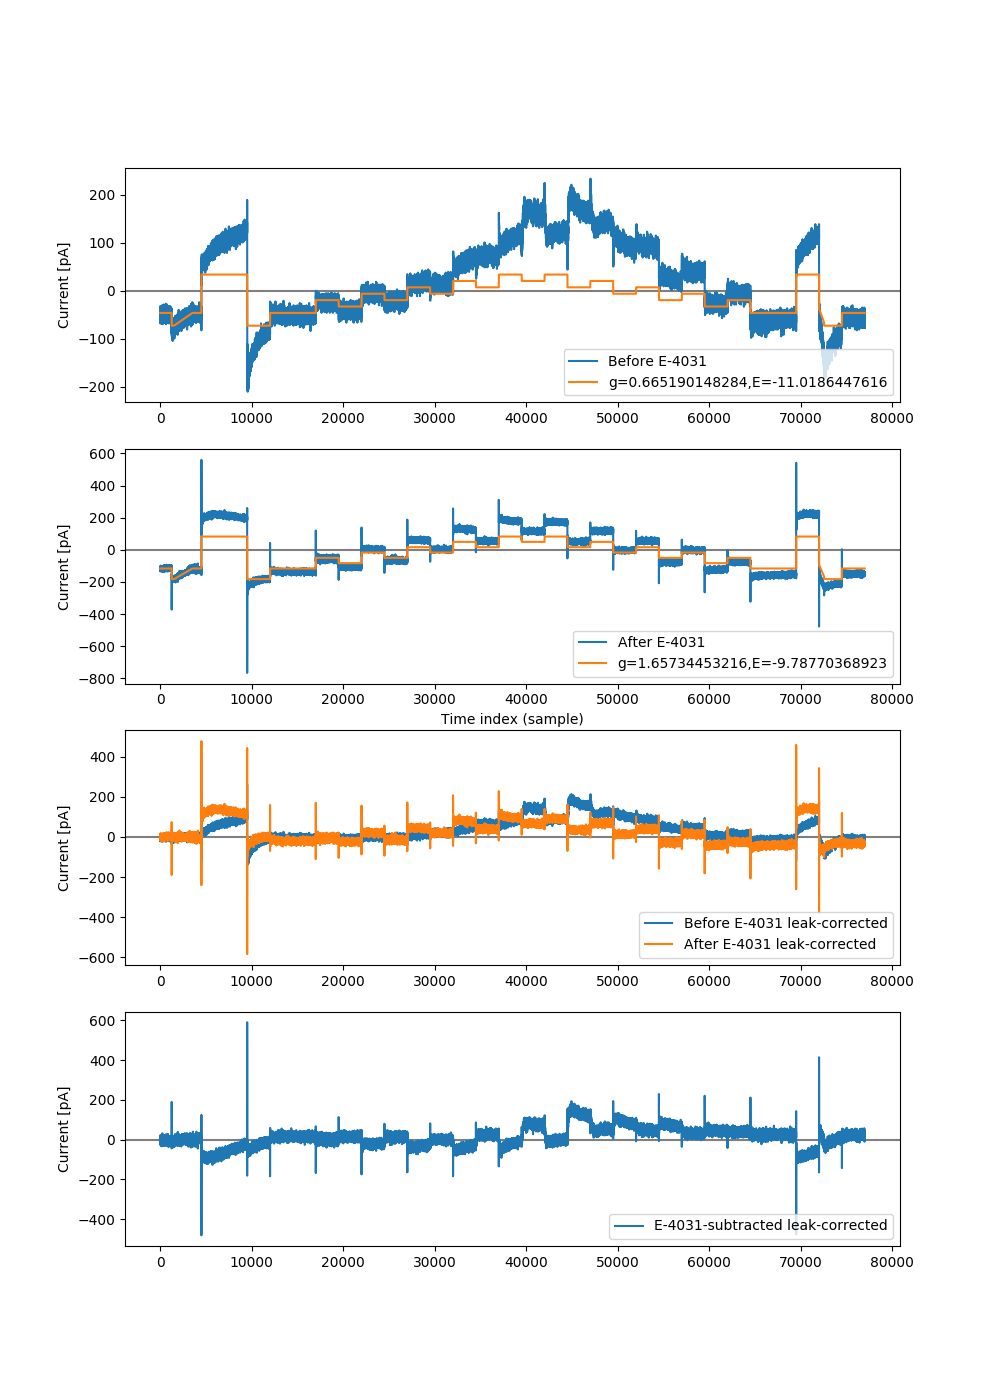 200
100
0
−100
−200
Current [pA]
Before E-4031
g=0.665190148284,E=-11.0186447616
0 10000 20000 30000 40000 50000 60000 70000 80000
600
400
200
0
−200
−400
−600
−800
Current [pA]
After E-4031
g=1.65734453216,E=-9.78770368923
0 10000 20000 30000 40000 50000 60000 70000 80000
Time index (sample)
400
200
0
−200
−400
−600
Current [pA]
Before E-4031 leak-corrected
After E-4031 leak-corrected
0 10000 20000 30000 40000 50000 60000 70000 80000
600
400
200
0
−200
−400
Current [pA]
E-4031-subtracted leak-corrected
0 10000 20000 30000 40000 50000 60000 70000 80000